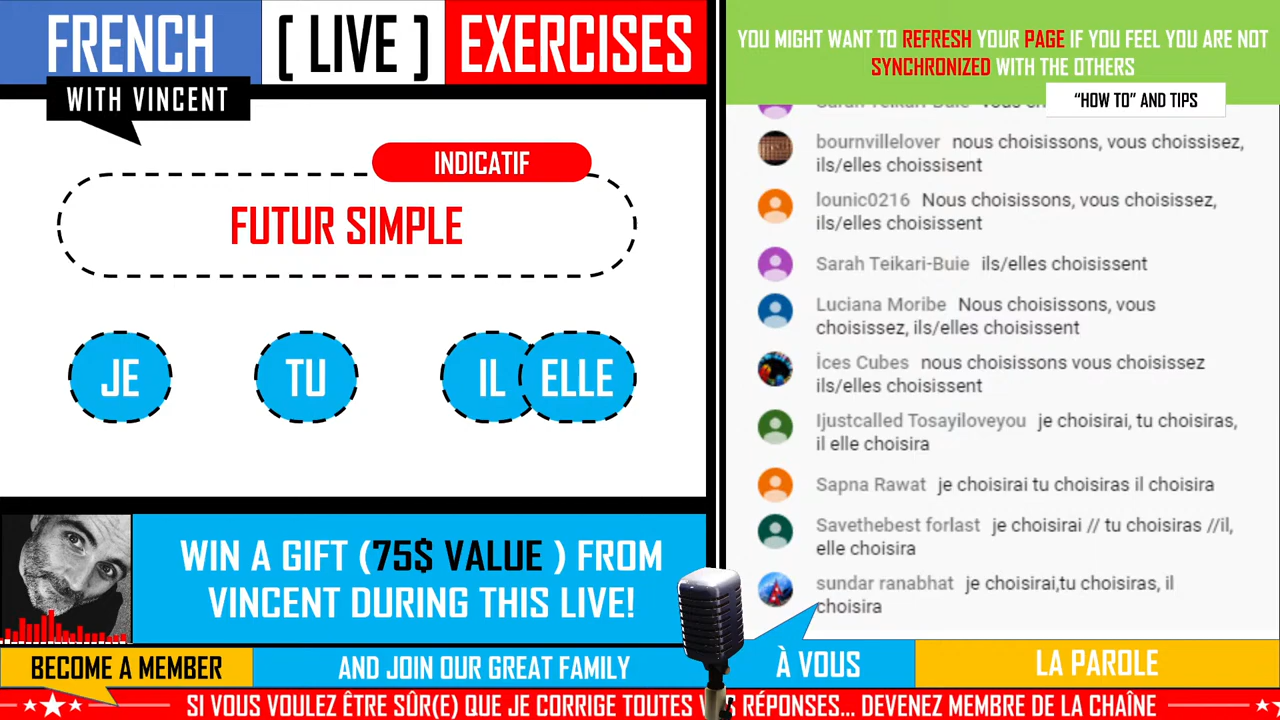 FRENCH
[ LIVE ]
EXERCISES
WITH VINCENT
INDICATIF
FUTUR SIMPLE
JE
TU
IL
ELLE
WIN A GIFT (75$ VALUE ) FROM
VINCENT DURING THIS LIVE!
BECOME A MEMBER
AND JOIN OUR GREAT FAMILY
YOU MIGHT WANT TO REFRESH YOUR PAGE IF YOU FEEL YOU ARE NOT
SYNCHRONIZED WITH THE OTHERS
“HOW TO” AND TIPS
Sarah Teikari-Buie
bournvillelover nous choisissons, vous choissisez,
ils/elles choissisent
lounic0216 Nous choisissons, vous choisissez,
ils/elles choisissent
Sarah Teikari-Buie ils/elles choisissent
Luciana Moribe Nous choisissons, vous
choisissez, ils/elles choisissent
İces Cubes nous choisissons vous choisissez
ils/elles choisissent
Ijustcalled Tosayiloveyou je choisirai, tu choisiras,
il elle choisira
Sapna Rawat je choisirai tu choisiras il choisira
Savethebest forlast je choisirai // tu choisiras //il,
elle choisira
sundar ranabhat je choisirai,tu choisiras, il
choisira
À VOUS
LA PAROLE
SI VOUS VOULEZ ÊTRE SÛR(E) QUE JE CORRIGE TOUTES RÉPONSES... DEVENEZ MEMBRE DE LA CHAÎNE